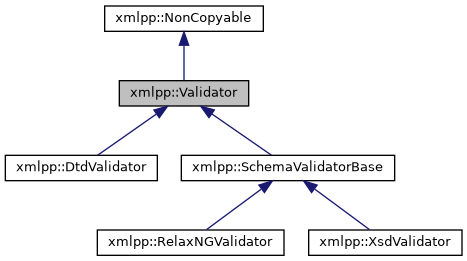 xmlpp::NonCopyable
xmlpp::Validator
xmlpp::DtdValidator
xmlpp::SchemaValidatorBase
xmlpp::RelaxNGValidator
xmlpp::XsdValidator